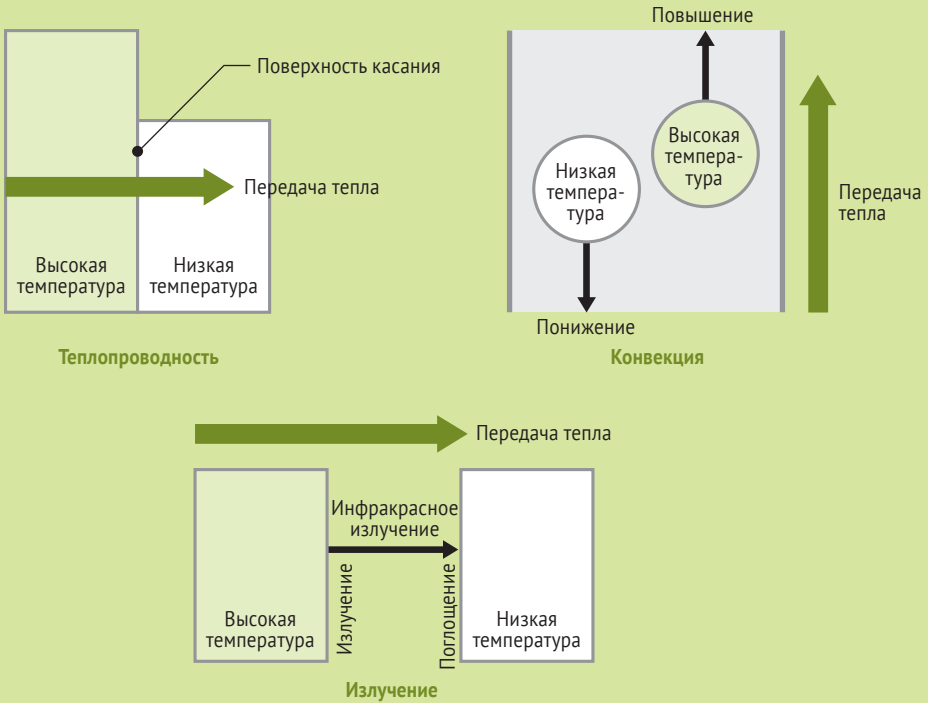 Поверхность касания
Передача тепла
Высокая
температура
Низкая
температура
Теплопроводность
Повышение
Высокая
темпера-
тура
Низкая
темпера-
тура
Передача
тепла
Понижение
Конвекция
Передача тепла
Инфракрасное
излучение
Излучение
Поглощение
Высокая
температура
Низкая
температура
Излучение